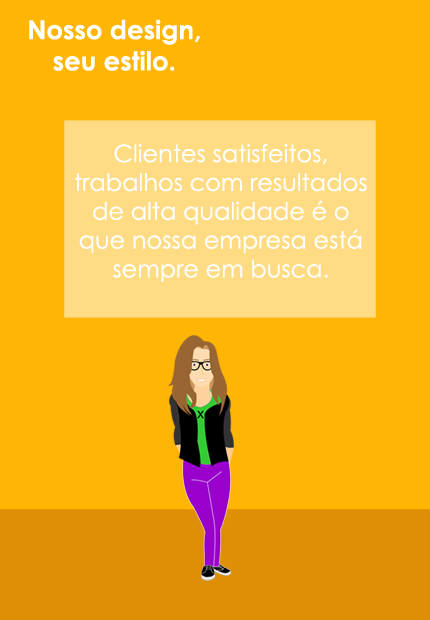 Nosso design,
seu estilo.
Clientes satisfeitos,
trabalhos com resultados
de alta qualidade é o
que nossa empresa está
sempre em busca.
X